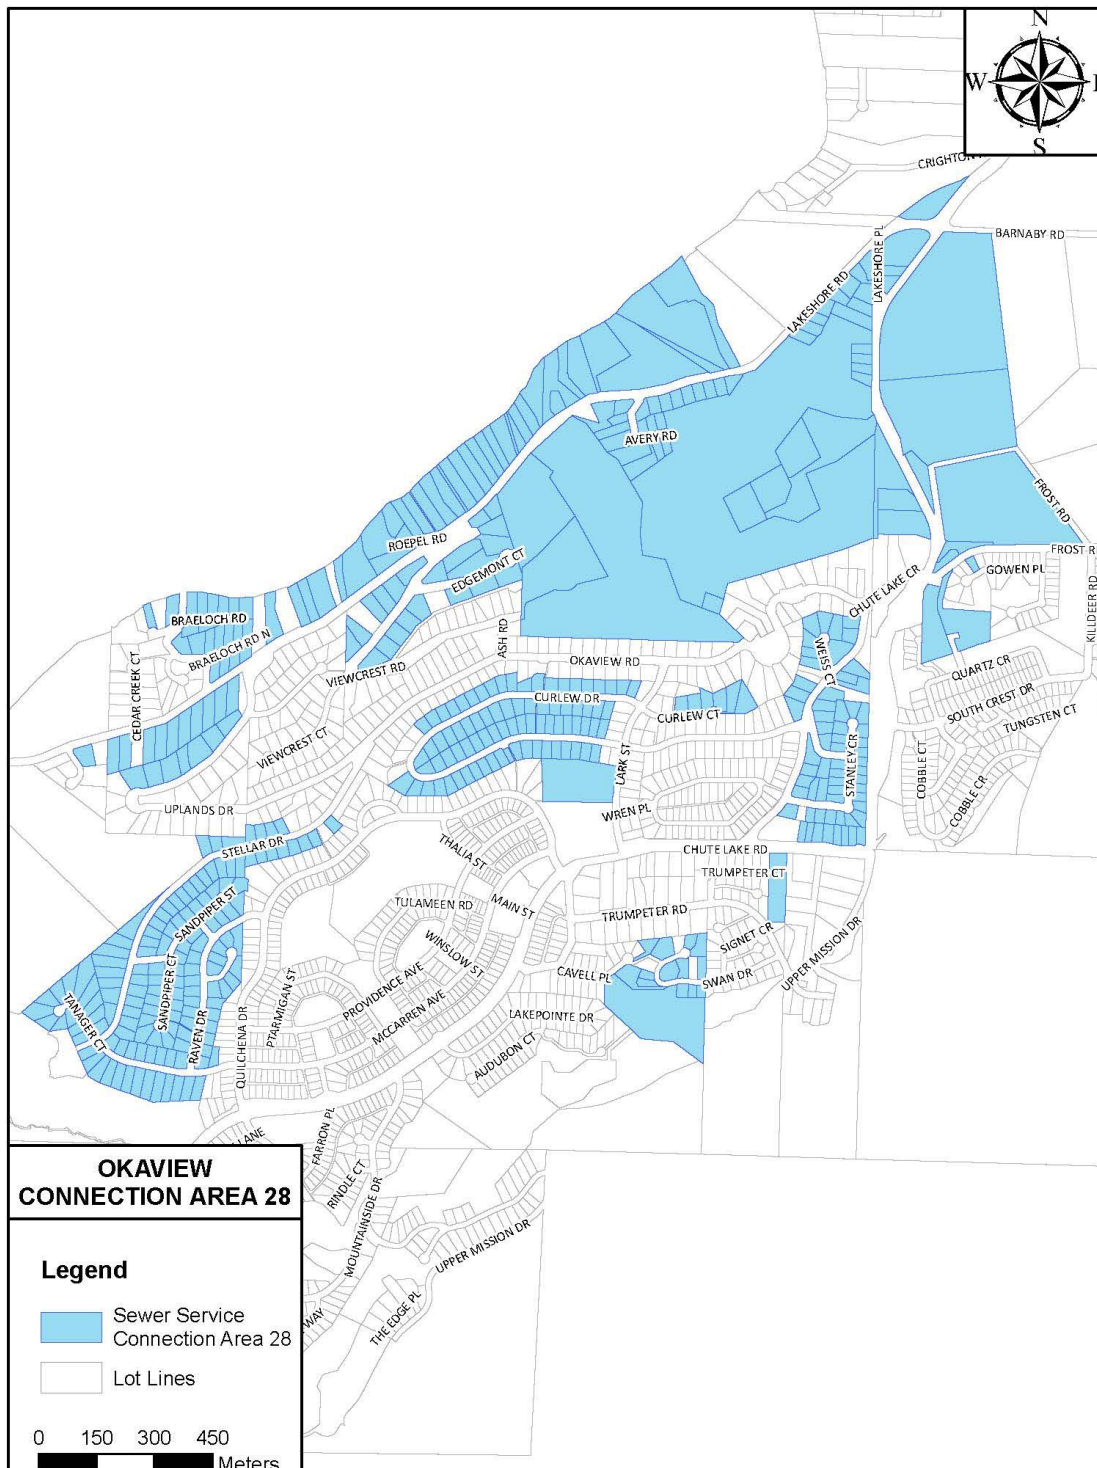 N
W
S
CRIGHTON
BARNABY RD
LAKESHORE PL
LAKESHORE RD
AVERY RD
FROST RD
ROEPEL RD
EDGEMONT CT
FROST R
GOWEN PL
CHUTE LAKE CR
KILLDEER RD
BRAELOCH RD
BRAELOCH RD N
ASH RD
WEISS CT
OKAVIEW RD
VIEWCREST RD
CEDAR CREEK CT
QUARTZ CR
CURLEW DR
SOUTH CREST DR
CURLEW CT
TUNGSTEN CT
VIEWCREST CT
LARK ST
STANLEY CR
COBBLE CT
COBBLE CR
UPLANDS DR
WREN PL
STELLAR DR
THALIA ST
CHUTE LAKE RD
TRUMPETER CT
SANDPIPER ST
TULAMEEN RD
MAIN ST
TRUMPETER RD
SIGNET CR
WINSLOW ST
UPPER MISSION DR
CAVELL PL
SWAN DR
SANDPIPER CT
PTARMIGAN ST
PROVIDENCE AVE
MCCARREN AVE
LAKEPOINTE DR
TANAGER CT
RAVEN DR
QUILCHENA DR
AUDUBON CT
LANE
FARRON PL
RINDLE CT
MOUNTAINSIDE DR
UPPER MISSION DR
WAY
THE EDGE PL
OKAVIEW
CONNECTION AREA 28
Legend
Sewer Service
Connection Area 28
Lot Lines
0 150 300 450
Meters